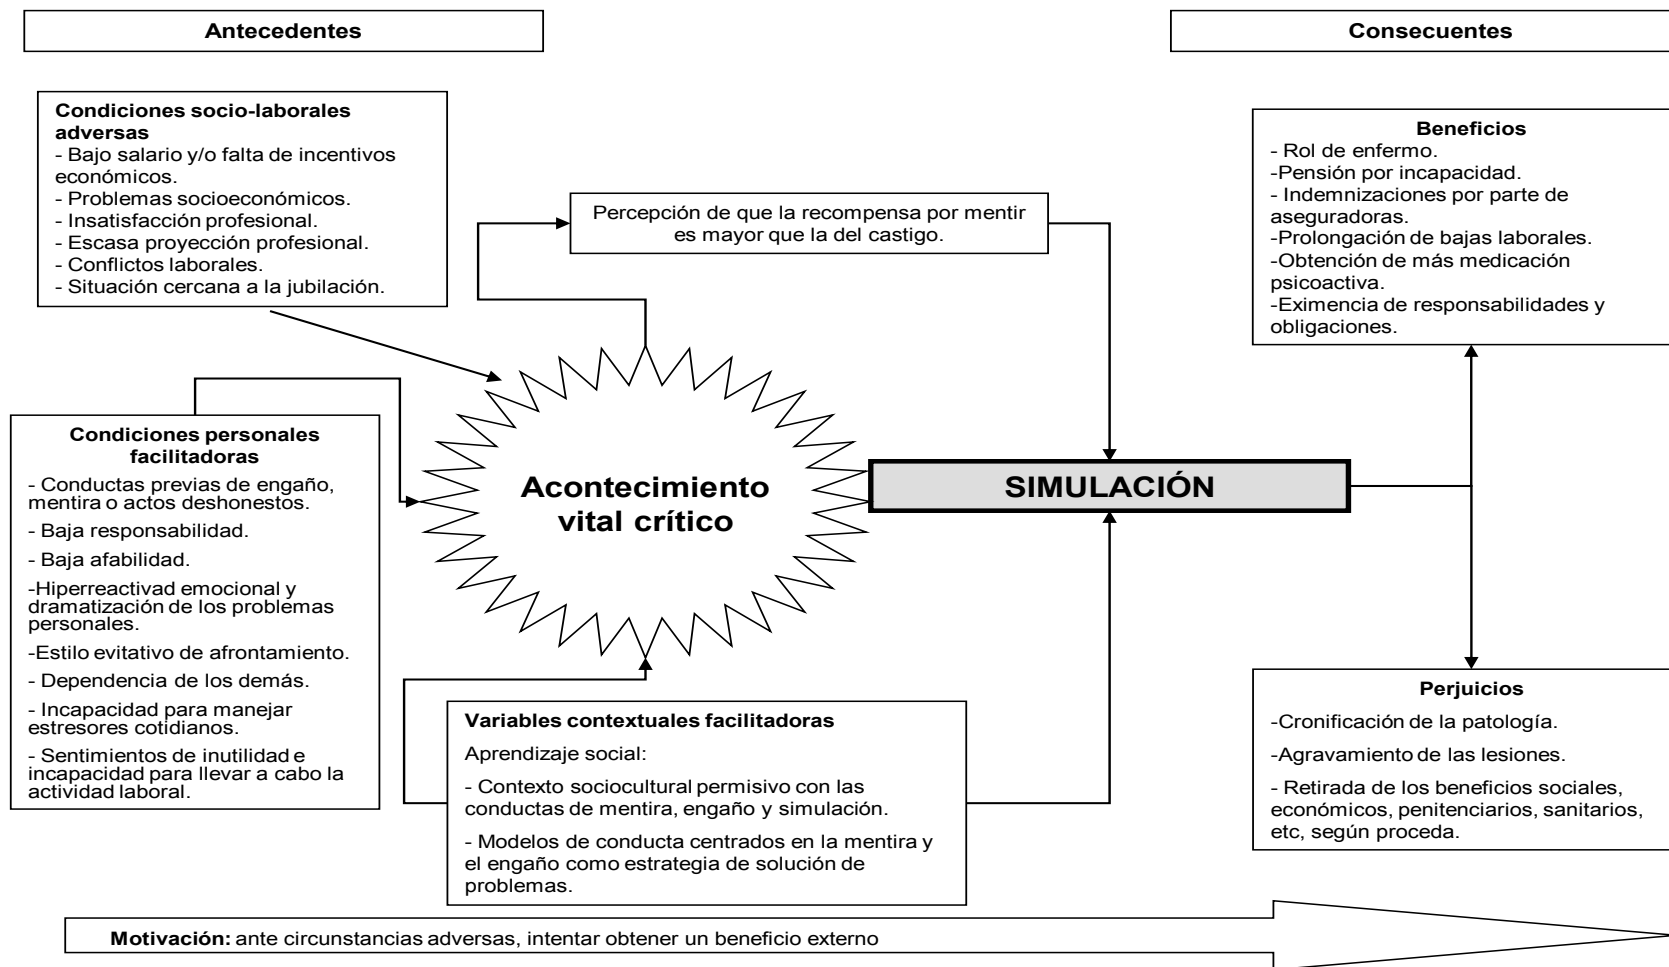 Antecedentes
Consecuentes
Condiciones socio-laborales
adversas
- Bajo salario y/o falta de incentivos
económicos.
- Problemas socioeconómicos.
- Insatisfacción profesional.
- Escasa proyección profesional.
- Conflictos laborales.
- Situación cercana a la jubilación.
Percepción de que la recompensa por mentir
es mayor que la del castigo.
Beneficios
- Rol de enfermo.
-Pensión por incapacidad.
- Indemnizaciones por parte de
aseguradoras.
-Prolongación de bajas laborales.
-Obtención de más medicación
psicoactiva.
-Eximencia de responsabilidades y
obligaciones.
Condiciones personales
facilitadoras
- Conductas previas de engaño,
mentira o actos deshonestos.
- Baja responsabilidad.
- Baja afabilidad.
-Hiperreactivad emocional y
dramatización de los problemas
personales.
-Estilo evitativo de afrontamiento.
- Dependencia de los demás.
- Incapacidad para manejar
estresores cotidianos.
- Sentimientos de inutilidad e
incapacidad para llevar a cabo la
actividad laboral.
Acontecimiento
vital crítico
SIMULACIÓN
Variables contextuales facilitadoras
Aprendizaje social:
- Contexto sociocultural permisivo con las
conductas de mentira, engaño y simulación.
- Modelos de conducta centrados en la mentira y
el engaño como estrategia de solución de
problemas.
Perjuicios
-Cronificación de la patología.
-Agravamiento de las lesiones.
- Retirada de los beneficios sociales,
económicos, penitenciarios, sanitarios,
etc, según proceda.
Motivación: ante circunstancias adversas, intentar obtener un beneficio externo